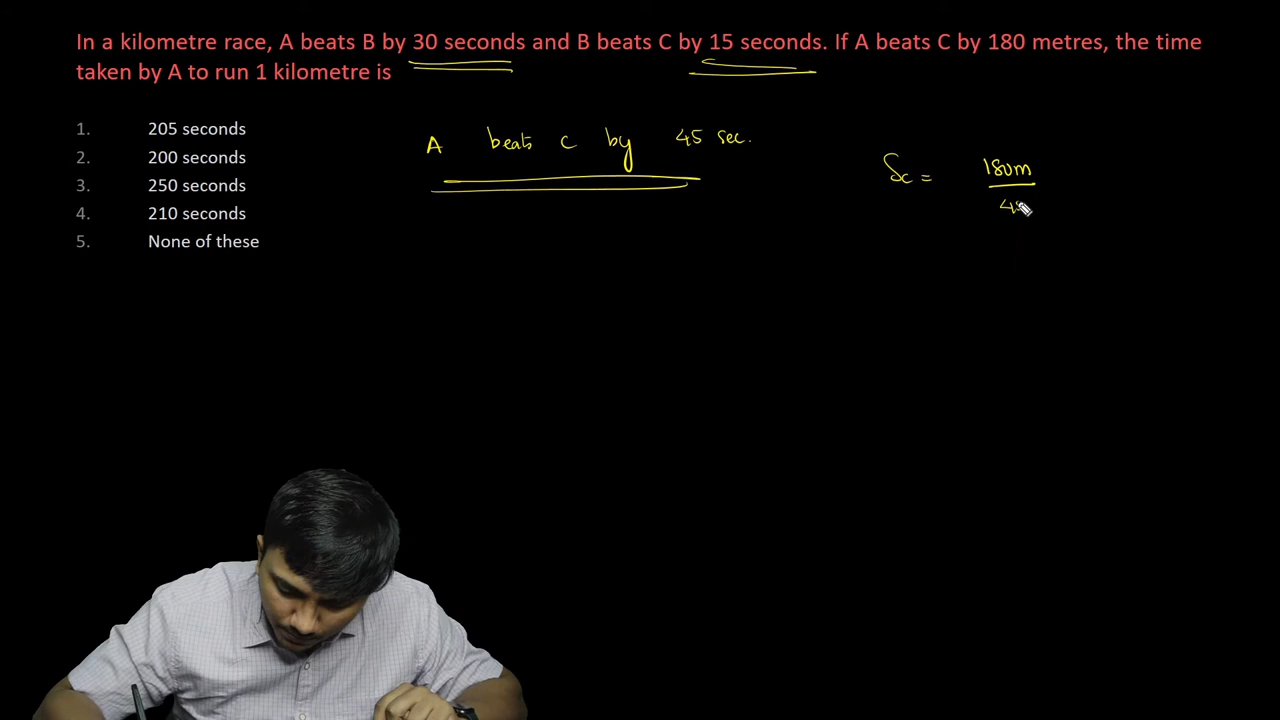 In a kilometre race, A beats B by 30 seconds and B beats C by 15 seconds. If A beats C by 180 metres, the time
taken by A to run 1 kilometre is
1. 205 seconds
2. 200 seconds
3. 250 seconds
4. 210 seconds
5. None of these
A beats C by 45 sec.
Sc = 180m
4